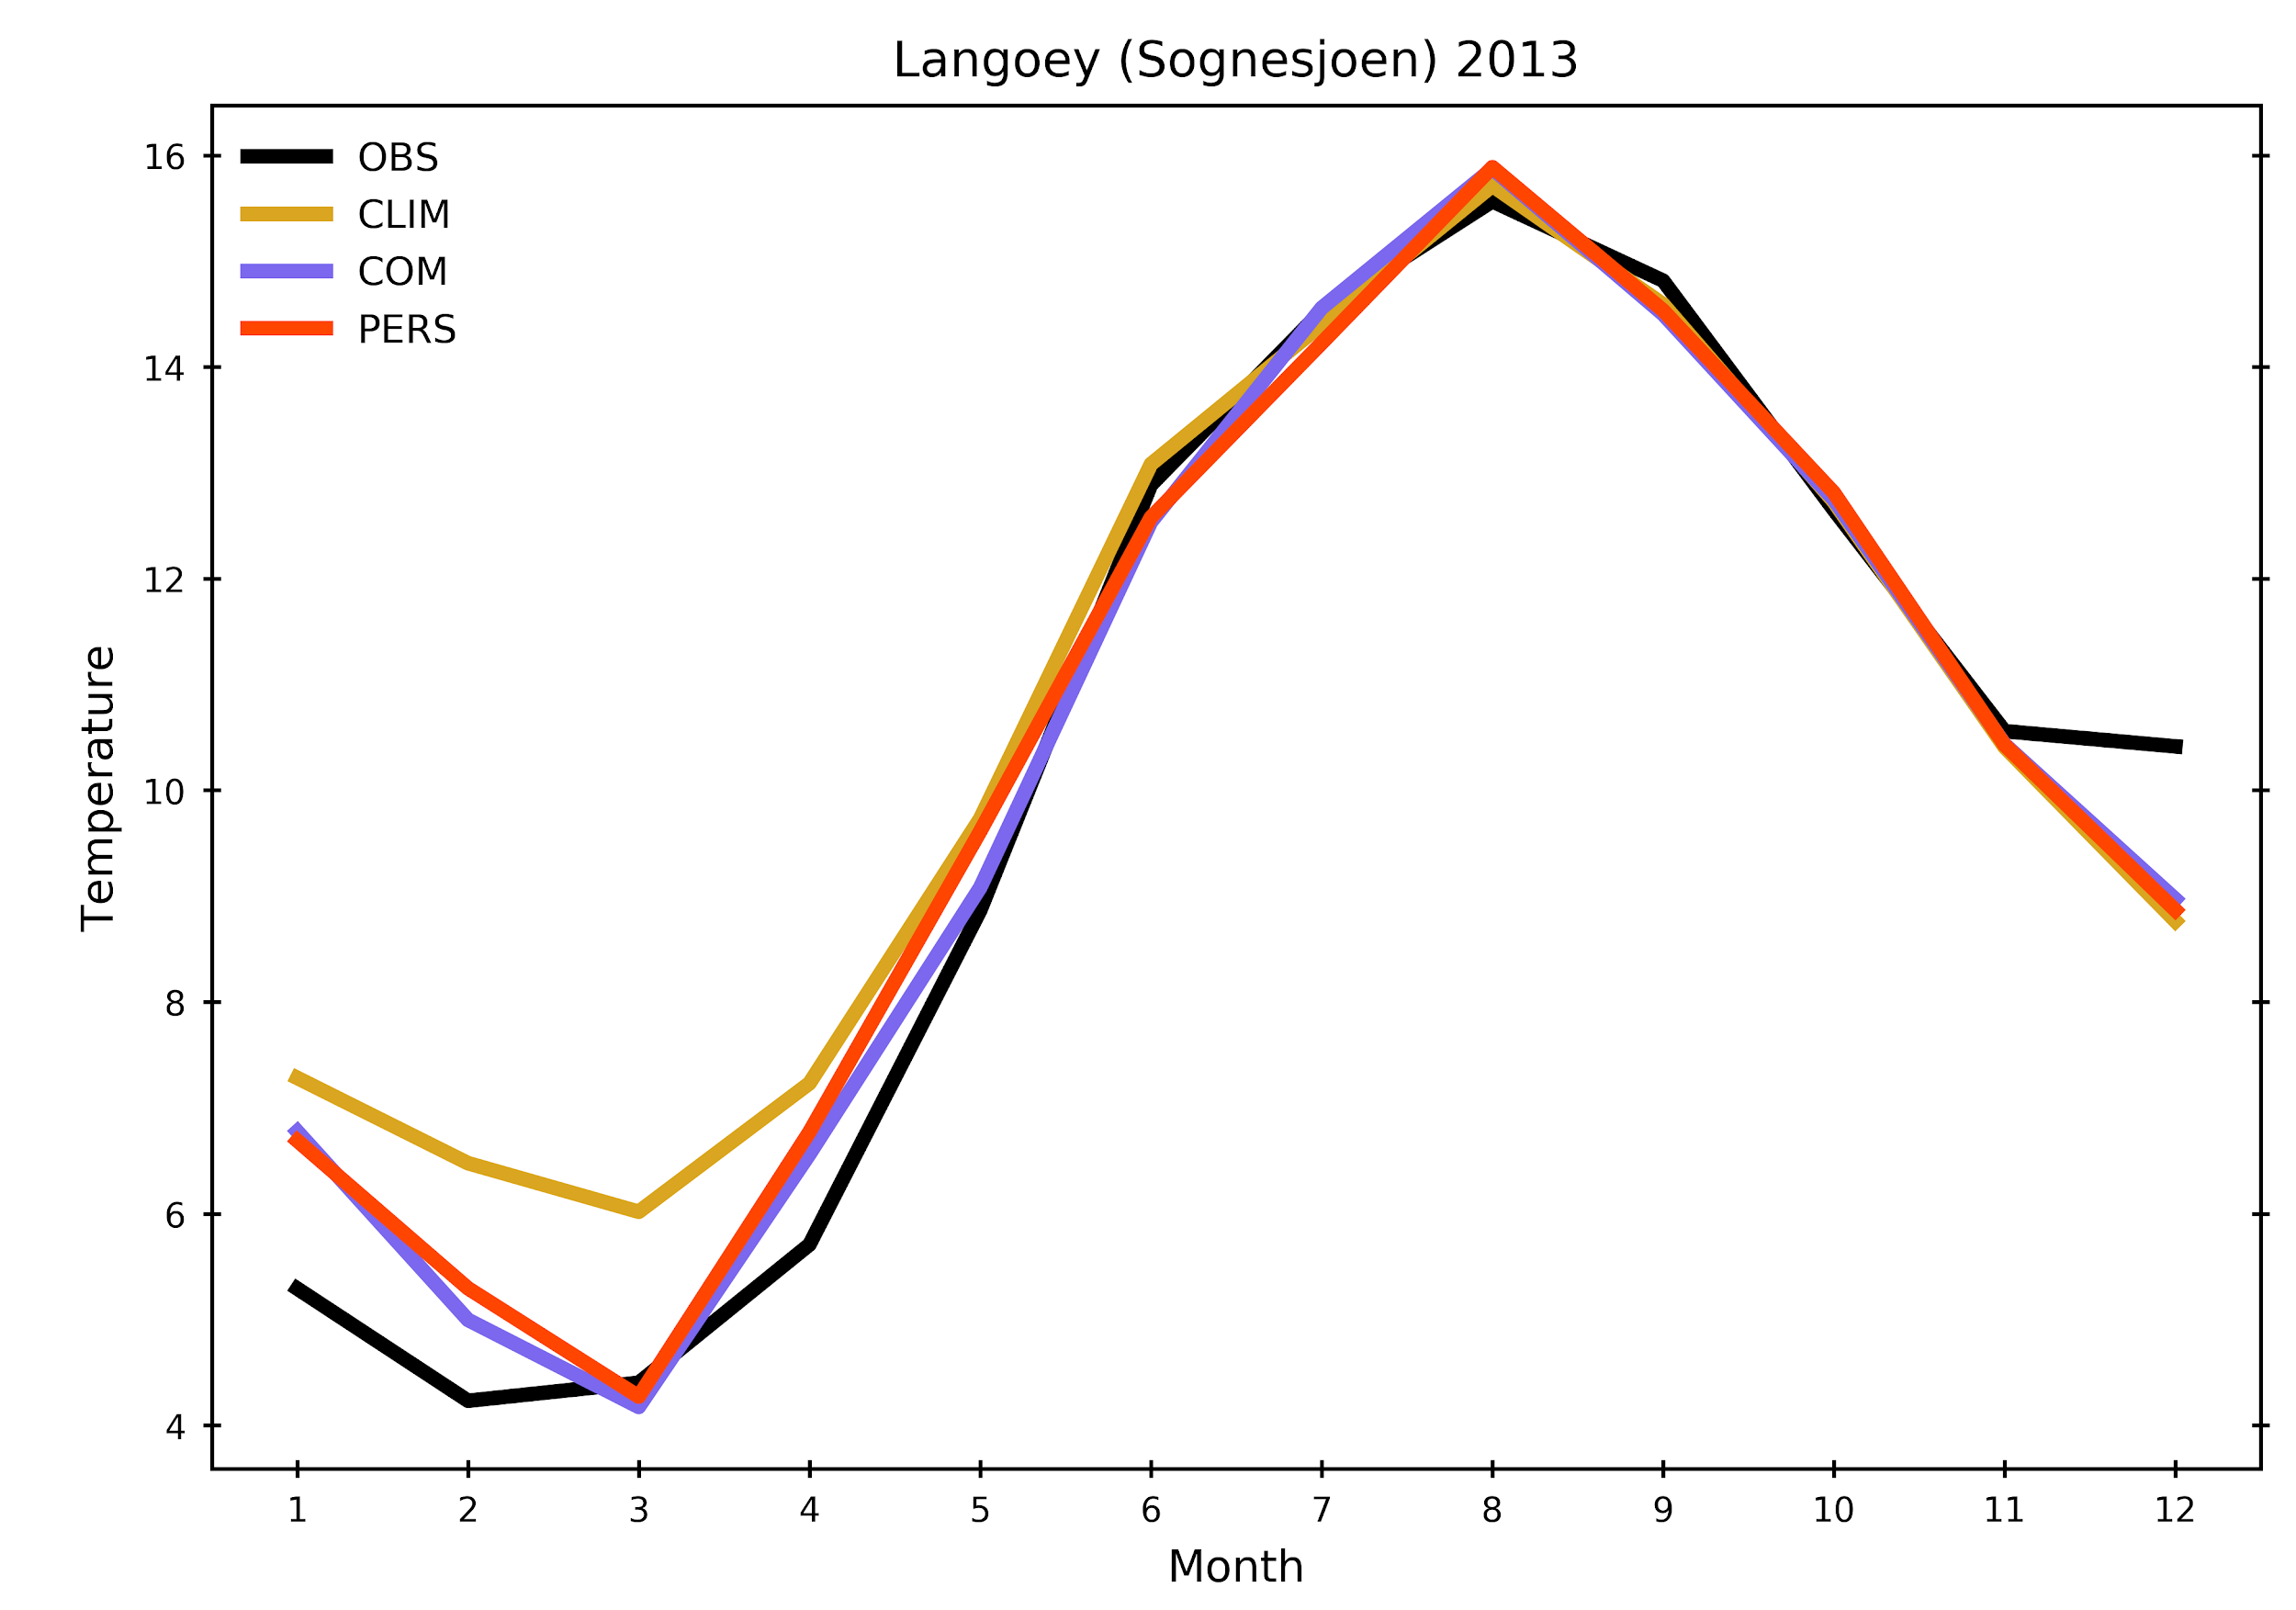 Langoey (Sognesjoen) 2013
OBS
CLIM
COM
PERS
16
14
12
10
8
6
4
Temperature
1 2 3 4 5 6 7 8 9 10 11 12
Month